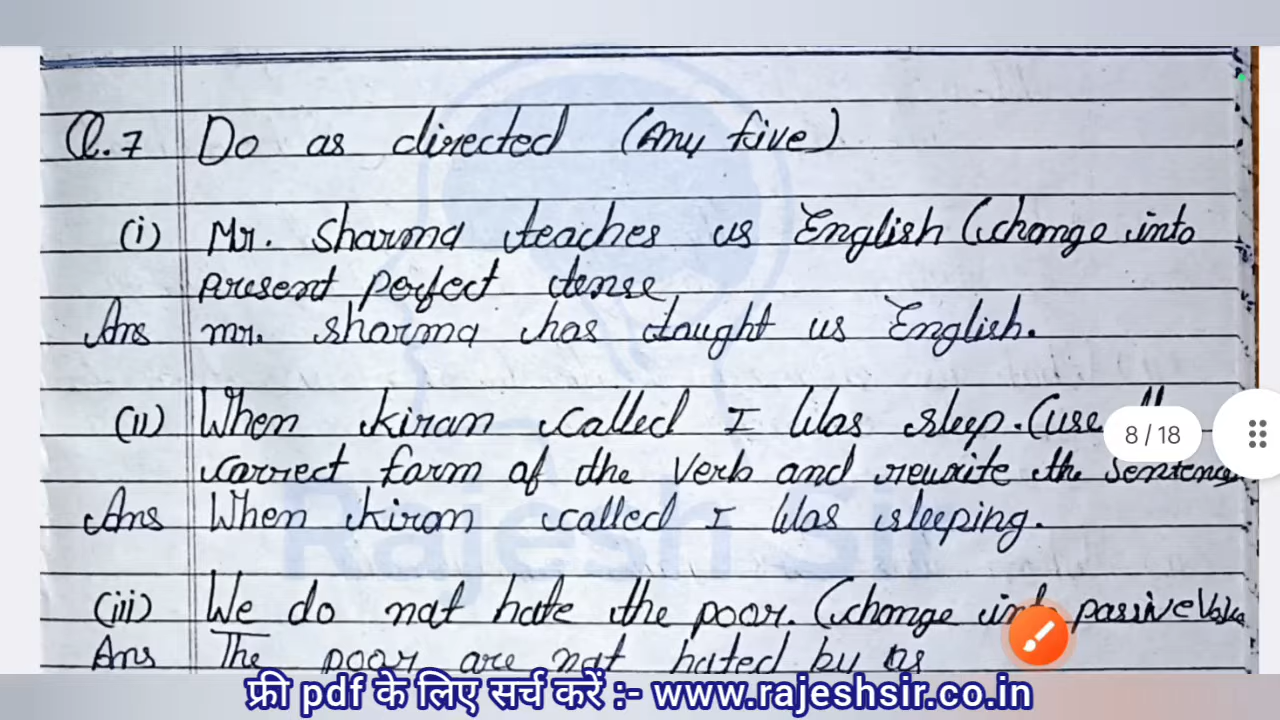 Q.7 Do as directed (Any five)
(i) Mr. Sharma teaches us English (change into
present perfect tense
Ans mr. sharma has taught us English.
(ii) When kiran called I was sleep. (use
correct form of the verb and rewrite the sentence
Ans When kiran called I was sleeping.
8 / 18
(iii) We do not hate the poor. (change into passive Voice
Ans The poor are not hated by us
Rajesh Sir
फ्री pdf के लिए सर्च करें :- www.rajeshsir.co.in